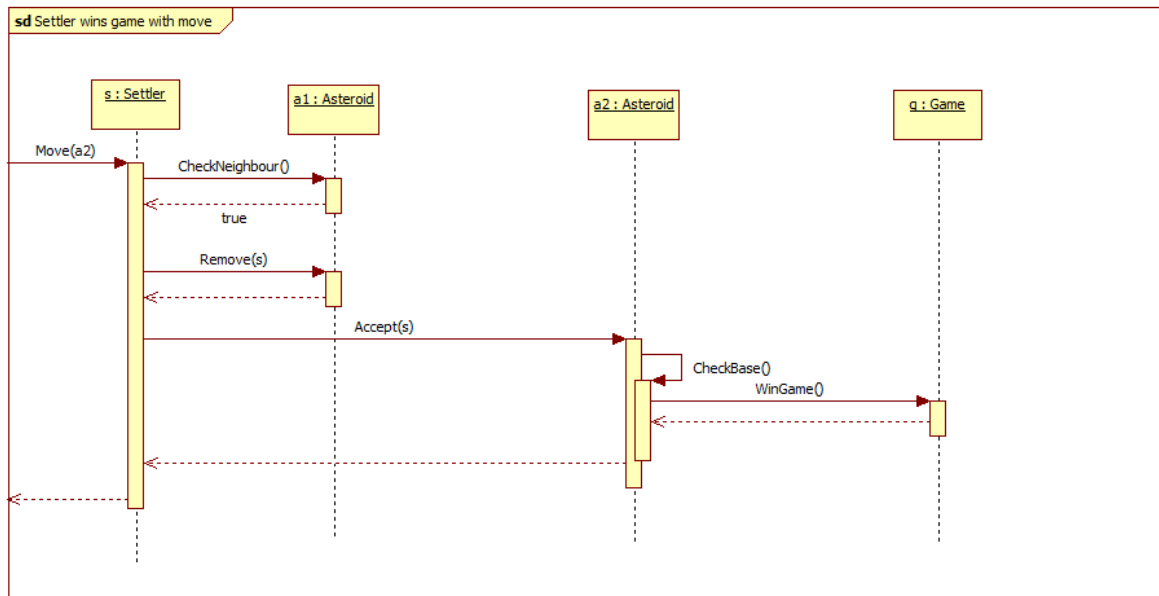 sd Settler wins game with move
s : Settler
a1 : Asteroid
a2 : Asteroid
g : Game
Move(a2)
CheckNeighbour()
true
Remove(s)
Accept(s)
CheckBase()
WinGame()